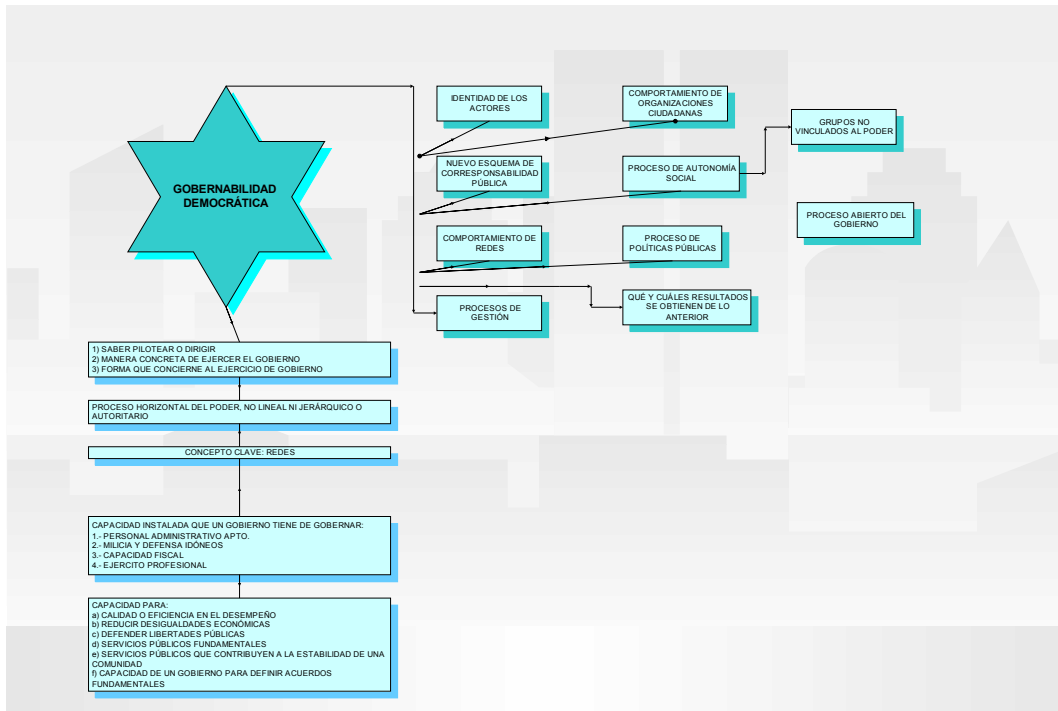 GOBERNABILIDAD
DEMOCRÁTICA
IDENTIDAD DE LOS
ACTORES
COMPORTAMIENTO DE
ORGANIZACIONES
CIUDADANAS
GRUPOS NO
VINCULADOS AL PODER
NUEVO ESQUEMA DE
CORRESPONSABILIDAD
PÚBLICA
PROCESO DE AUTONOMÍA
SOCIAL
PROCESO ABIERTO DEL
GOBIERNO
COMPORTAMIENTO DE
REDES
PROCESO DE
POLÍTICAS PÚBLICAS
PROCESOS DE
GESTIÓN
QUÉ Y CUÁLES RESULTADOS
SE OBTIENEN DE LO
ANTERIOR
1) SABER PILOTEAR O DIRIGIR
2) MANERA CONCRETA DE EJERCER EL GOBIERNO
3) FORMA QUE CONCIERNE AL EJERCICIO DE GOBIERNO
PROCESO HORIZONTAL DEL PODER, NO LINEAL NI JERÁRQUICO O
AUTORITARIO
CONCEPTO CLAVE: REDES
CAPACIDAD INSTALADA QUE UN GOBIERNO TIENE DE GOBERNAR:
1.- PERSONAL ADMINISTRATIVO APTO.
2.- MILICIA Y DEFENSA IDÓNEOS
3.- CAPACIDAD FISCAL
4.- EJERCITO PROFESIONAL
CAPACIDAD PARA:
a) CALIDAD O EFICIENCIA EN EL DESEMPEÑO
b) REDUCIR DESIGUALDADES ECONÓMICAS
c) DEFENDER LIBERTADES PÚBLICAS
d) SERVICIOS PÚBLICOS FUNDAMENTALES
e) SERVICIOS PÚBLICOS QUE CONTRIBUYEN A LA ESTABILIDAD DE UNA
COMUNIDAD
f) CAPACIDAD DE UN GOBIERNO PARA DEFINIR ACUERDOS
FUNDAMENTALES